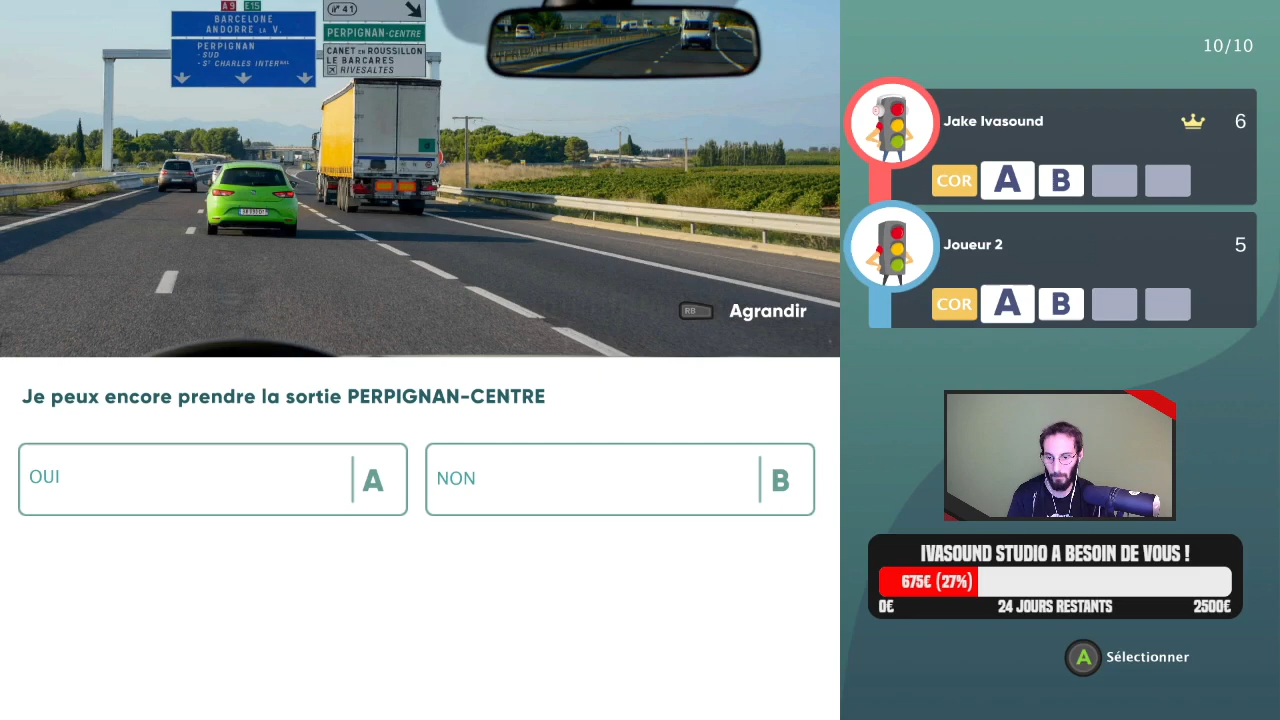 A9 E15
BARCELONE
ANDORRE LA V.
PERPIGNAN
- SUD
- ST CHARLES INTERNAL
41
PERPIGNAN-CENTRE
CANET EN ROUSSILLON
LE BARCARES
RIVESALTES
RB Agrandir
Je peux encore prendre la sortie PERPIGNAN-CENTRE
OUI A
NON B
10/10
Jake Ivasound 6
COR A B
Joueur 2 5
COR A B
IVASOUND STUDIO A BESOIN DE VOUS !
675€ (27%)
0€ 24 JOURS RESTANTS 2500€
A Sélectionner